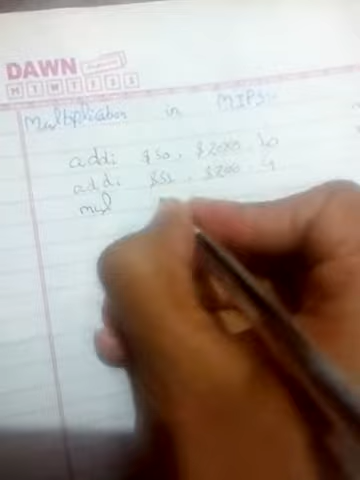 DAWN
M T W T F S S
Multiplication in MIPS:-
addi $s0, $zero, 10
addi $s1, $zero, 4
mul